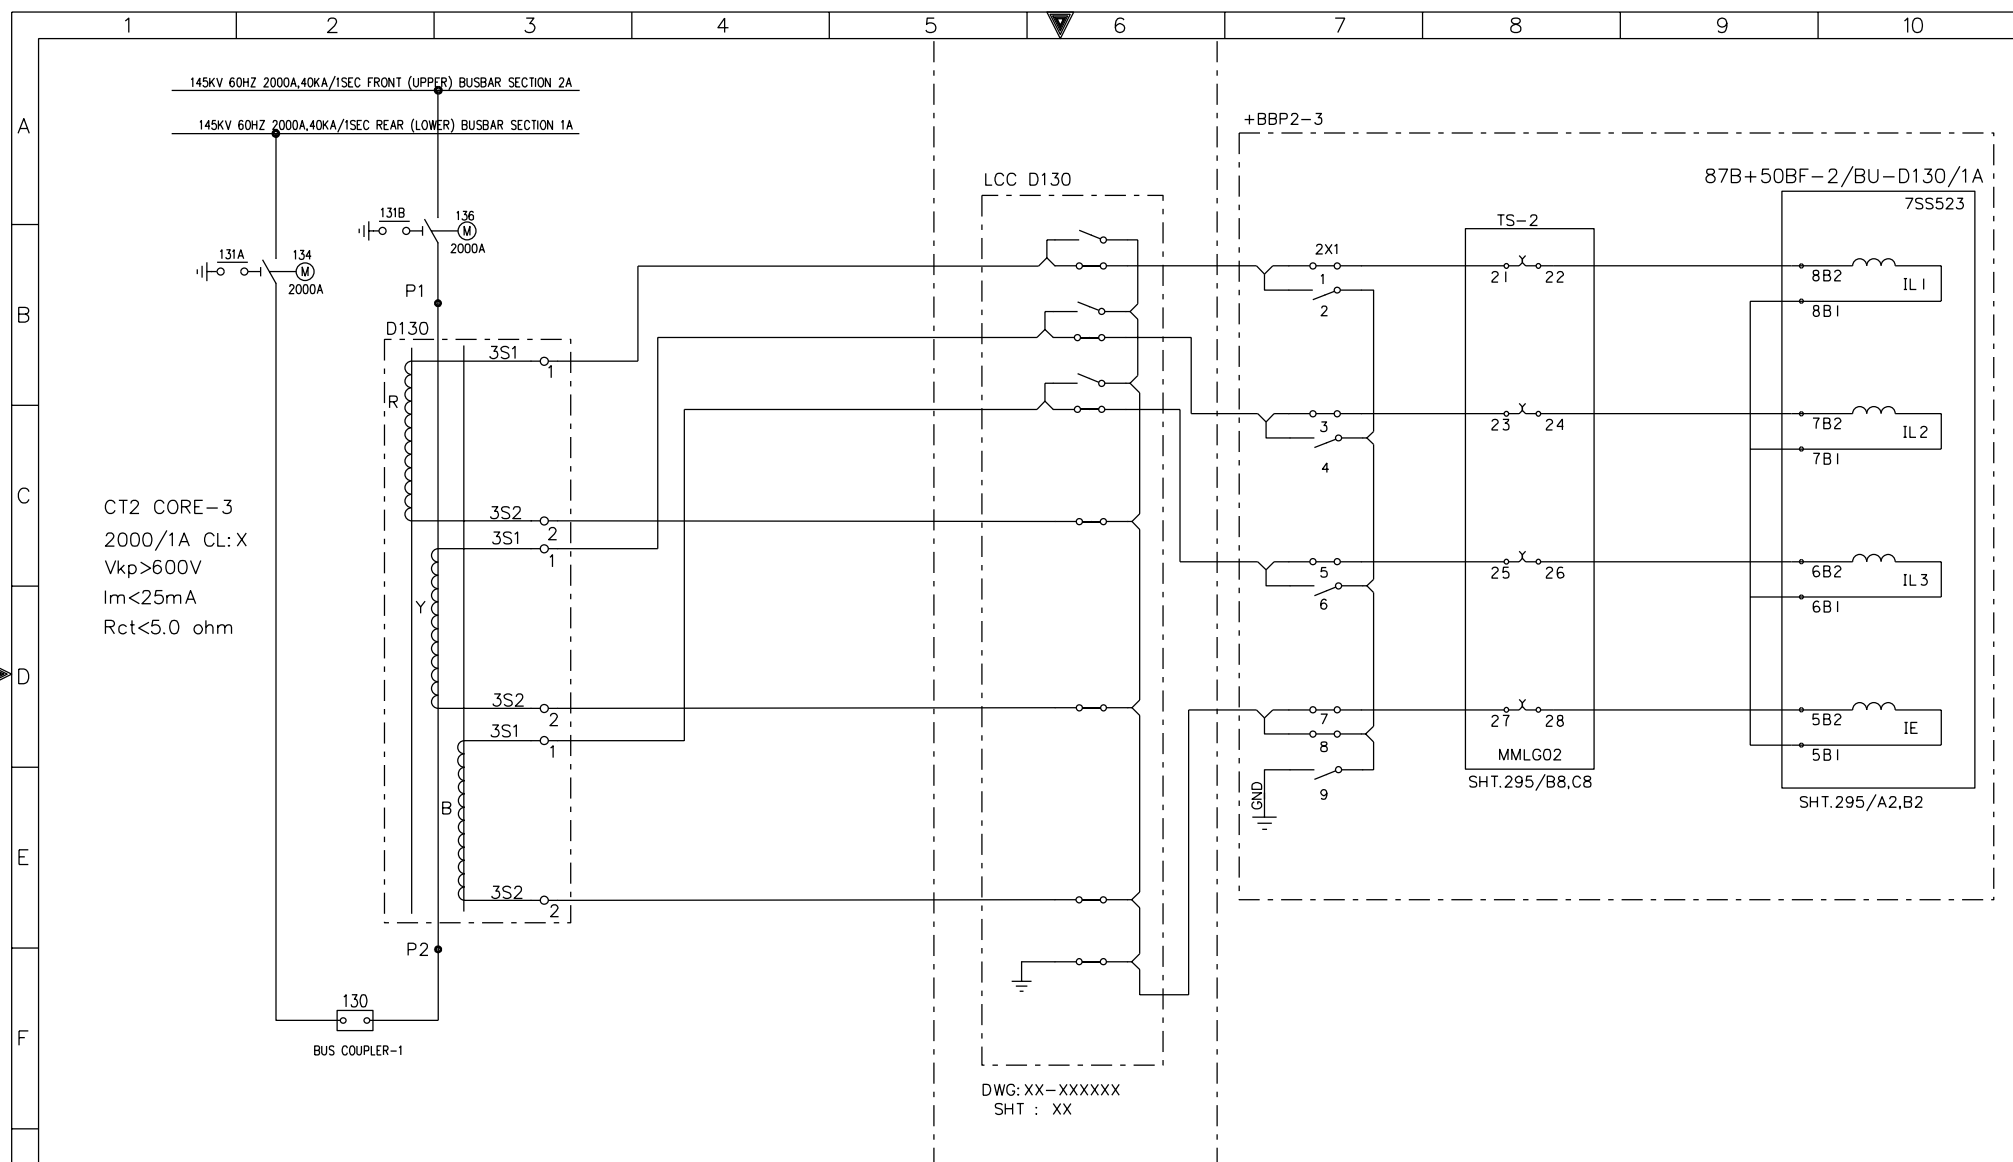 1 2 3 4 5 6 7 8 9 10
A
B
C
D
E
F
145KV 60HZ 2000A,40KA/1SEC FRONT (UPPER) BUSBAR SECTION 2A
145KV 60HZ 2000A,40KA/1SEC REAR (LOWER) BUSBAR SECTION 1A
131B 136
M
2000A
131A 134
M
2000A
P1
D130
3S1
1
R
3S2
2
3S1
1
Y
3S2
2
3S1
1
B
3S2
2
P2
130
BUS COUPLER-1
CT2 CORE-3
2000/1A CL:X
Vkp>600V
Im<25mA
Rct<5.0 ohm
LCC D130
DWG:XX-XXXXXX
SHT : XX
+BBP2-3
2X1
1
2
3
4
5
6
7
8
9
GND
TS-2
21 22
23 24
25 26
27 28
MMLG02
SHT.295/B8,C8
87B+50BF-2/BU-D130/1A
7SS523
8B2
IL1
8B1
7B2
IL2
7B1
6B2
IL3
6B1
5B2
IE
5B1
SHT.295/A2,B2